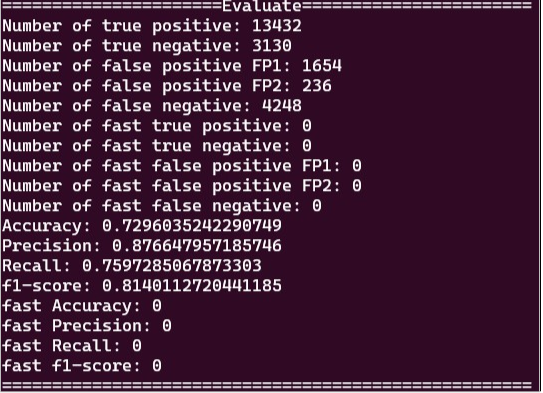 ======================Evaluate=======================
Number of true positive: 13432
Number of true negative: 3130
Number of false positive FP1: 1654
Number of false positive FP2: 236
Number of false negative: 4248
Number of fast true positive: 0
Number of fast true negative: 0
Number of fast false positive FP1: 0
Number of fast false positive FP2: 0
Number of fast false negative: 0
Accuracy: 0.7296035242290749
Precision: 0.876647957185746
Recall: 0.7597285067873303
f1-score: 0.8140112720441185
fast Accuracy: 0
fast Precision: 0
fast Recall: 0
fast f1-score: 0
=====================================================